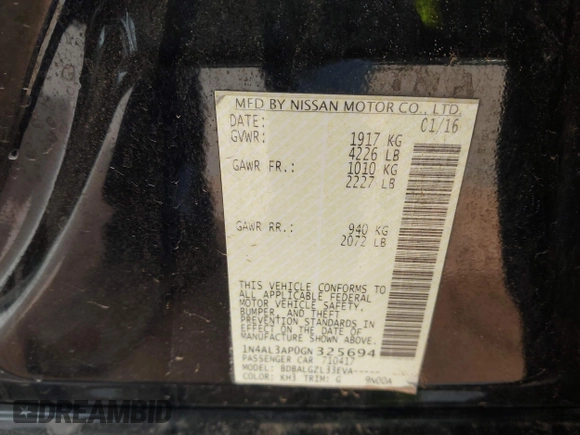 MFD BY NISSAN MOTOR CO., LTD.
DATE: 01/16
GVWR: 1917 KG
4226 LB
GAWR FR.: 1010 KG
2227 LB
GAWR RR.: 940 KG
2072 LB
THIS VEHICLE CONFORMS TO
ALL APPLICABLE FEDERAL
MOTOR VEHICLE SAFETY,
BUMPER, AND THEFT
PREVENTION STANDARDS
IN EFFECT ON THE DATE
OF MANUFACTURE SHOWN ABOVE.
1N4AL3AP0GN325694
PASSENGER CAR 710417
MODEL: BDBALGZL33EVA-----
COLOR: KH3 TRIM: G 9N00A
DREAMBID